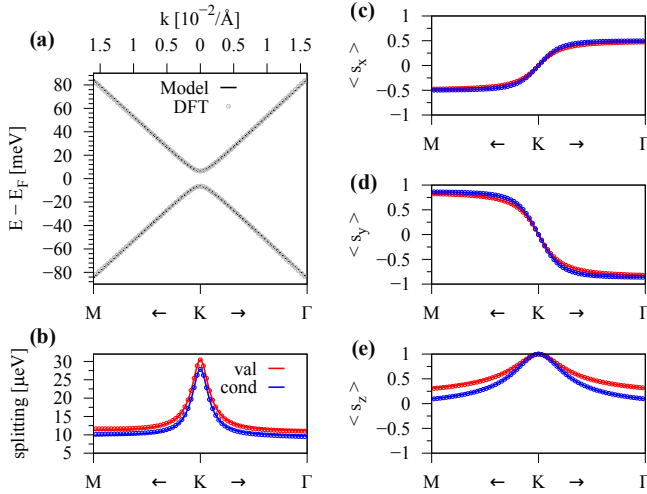 k [10⁻²/Å]
1.5 1 0.5 0 0.5 1 1.5
(a)
E − E_F [meV]
80
60
40
20
0
−20
−40
−60
−80
Model
DFT
M ← K → Γ
(b)
splitting [μeV]
30
25
20
15
10
5
val
cond
M ← K → Γ
(c)
< s_x >
1
0.5
0
−0.5
−1
M ← K → Γ
(d)
< s_y >
1
0.5
0
−0.5
−1
M ← K → Γ
(e)
< s_z >
1
0.5
0
−0.5
−1
M ← K → Γ